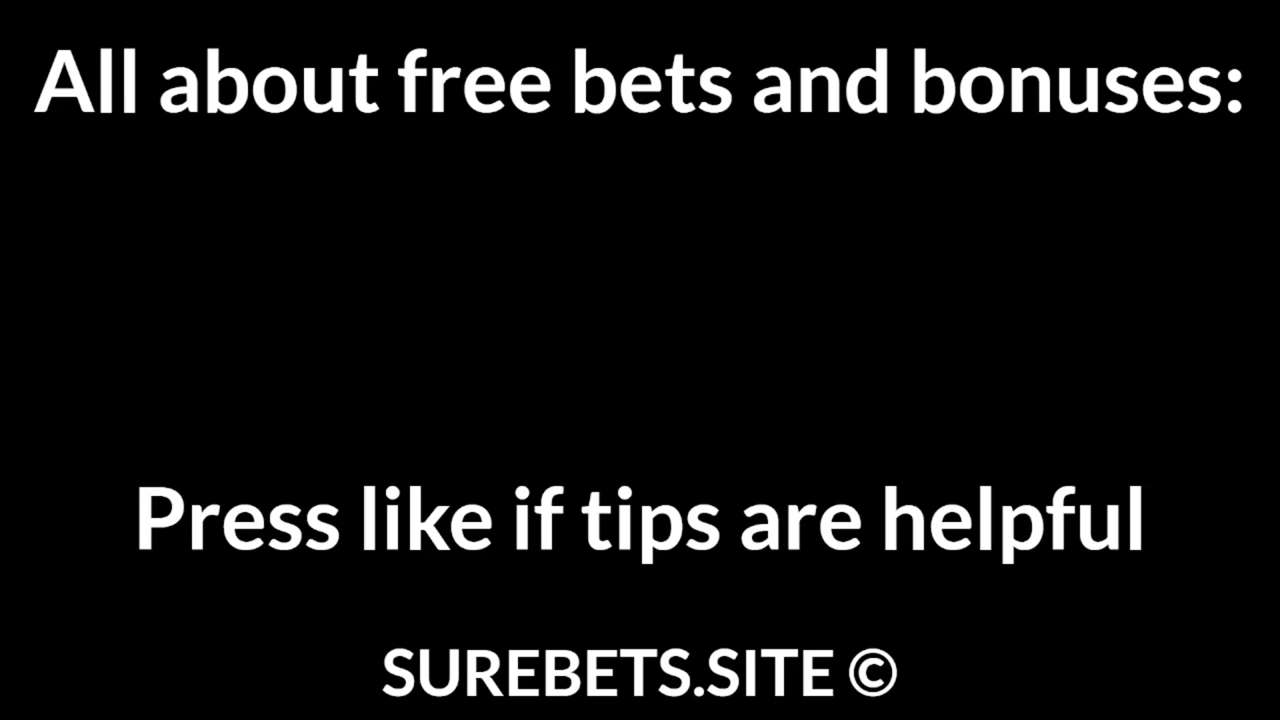 All about free bets and bonuses:
Press like if tips are helpful
SUREBETS.SITE ©